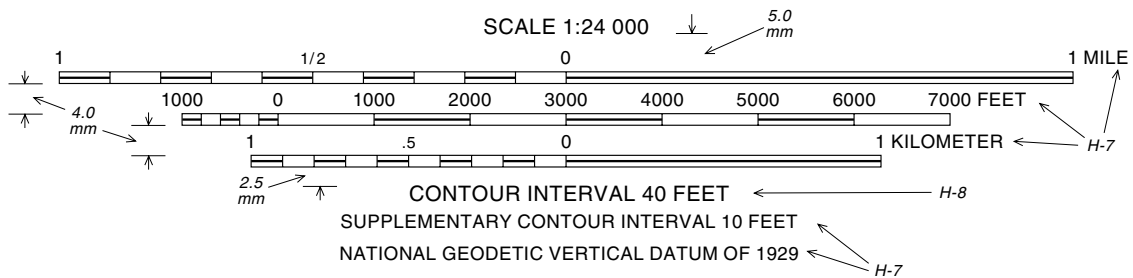 SCALE 1:24 000
5.0 mm
1 1/2 0 1 MILE
1000 0 1000 2000 3000 4000 5000 6000 7000 FEET
4.0 mm
1 .5 0 1 KILOMETER
H-7
2.5 mm
CONTOUR INTERVAL 40 FEET
H-8
SUPPLEMENTARY CONTOUR INTERVAL 10 FEET
NATIONAL GEODETIC VERTICAL DATUM OF 1929
H-7